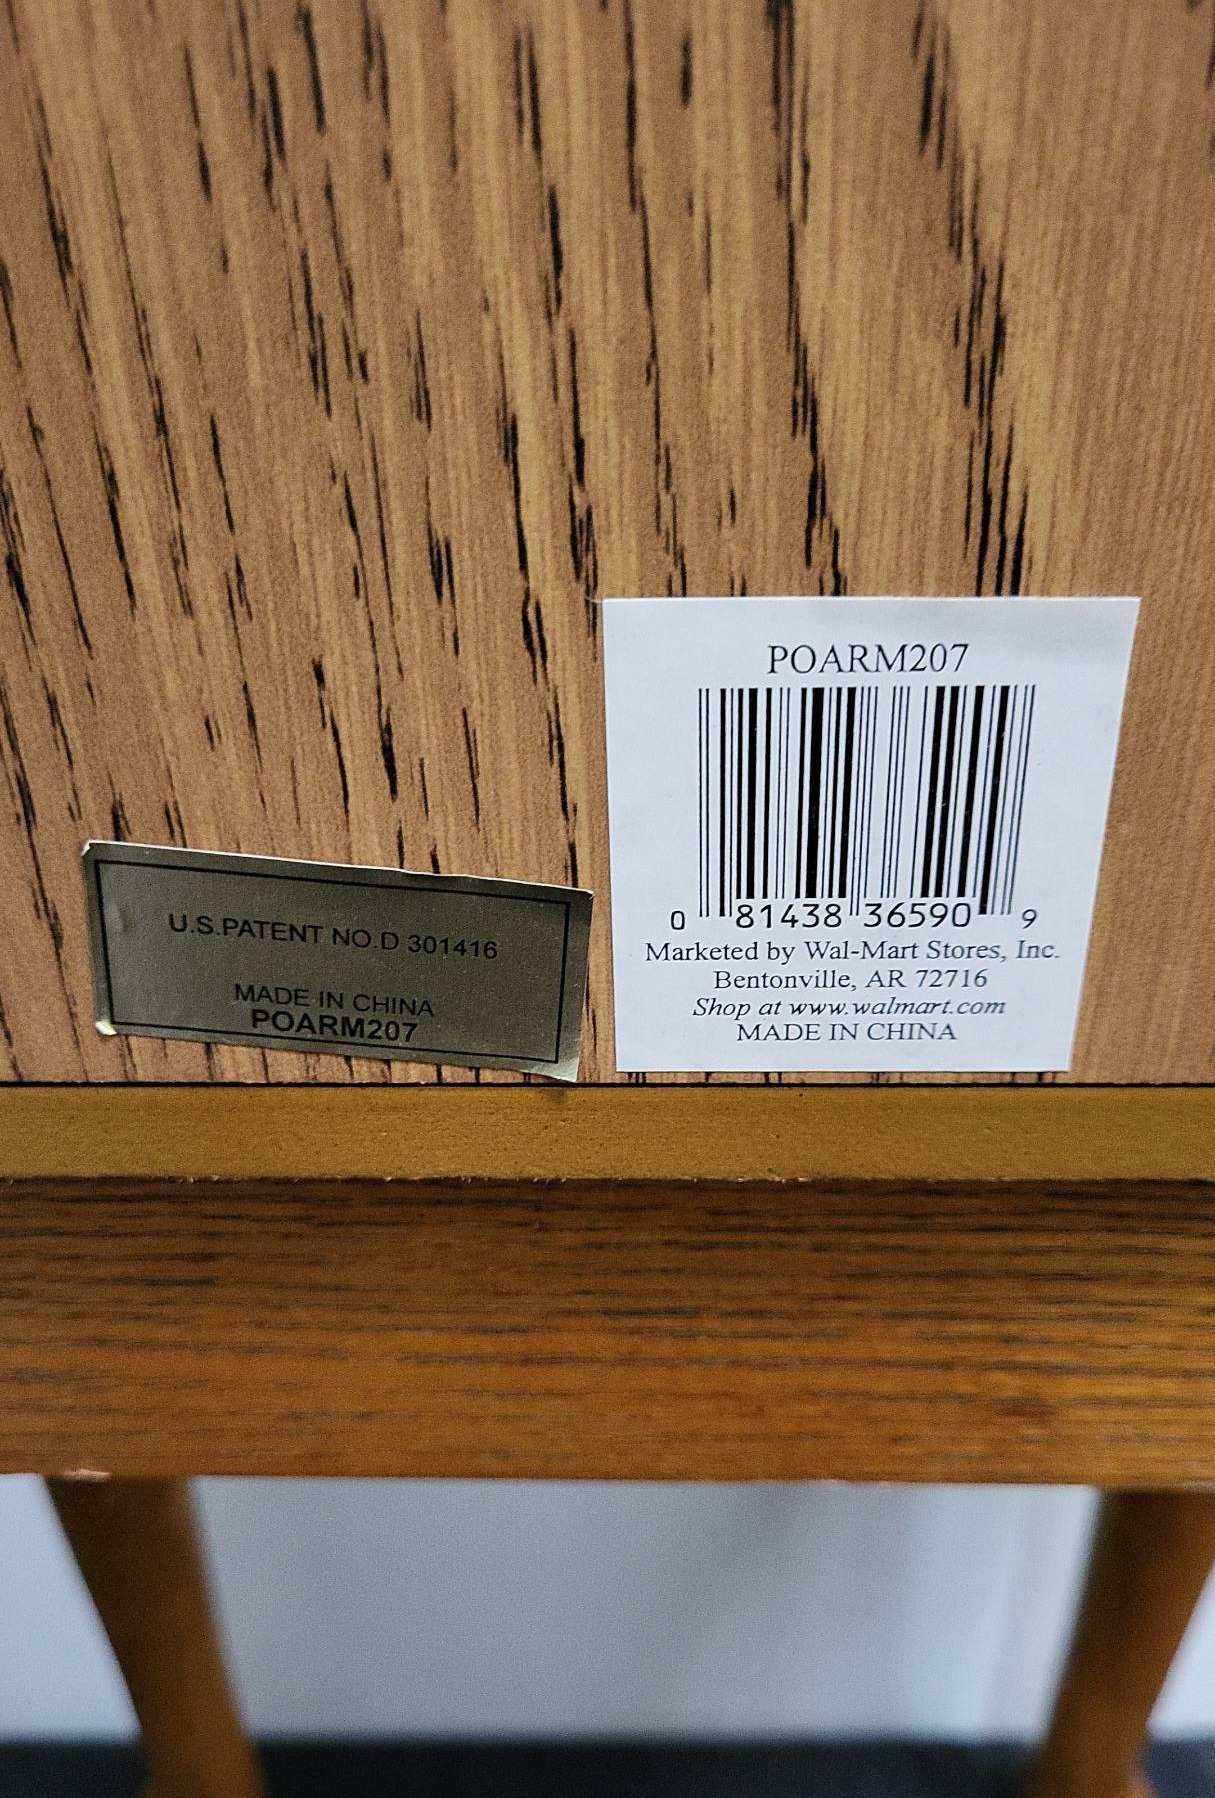 U.S.PATENT NO.D 301416
MADE IN CHINA
POARM207
POARM207
0 81438 36590 9
Marketed by Wal-Mart Stores, Inc.
Bentonville, AR 72716
Shop at www.walmart.com
MADE IN CHINA